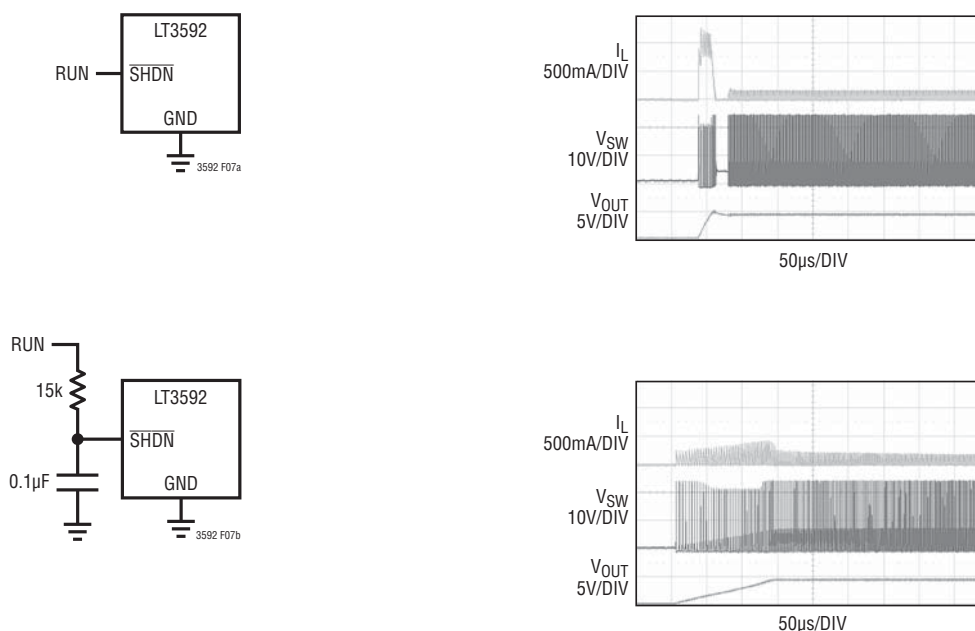 LT3592
RUN
SHDN
GND
3592 F07a
IL
500mA/DIV
VSW
10V/DIV
VOUT
5V/DIV
50µs/DIV
RUN
15k
LT3592
SHDN
0.1µF
GND
3592 F07b
IL
500mA/DIV
VSW
10V/DIV
VOUT
5V/DIV
50µs/DIV